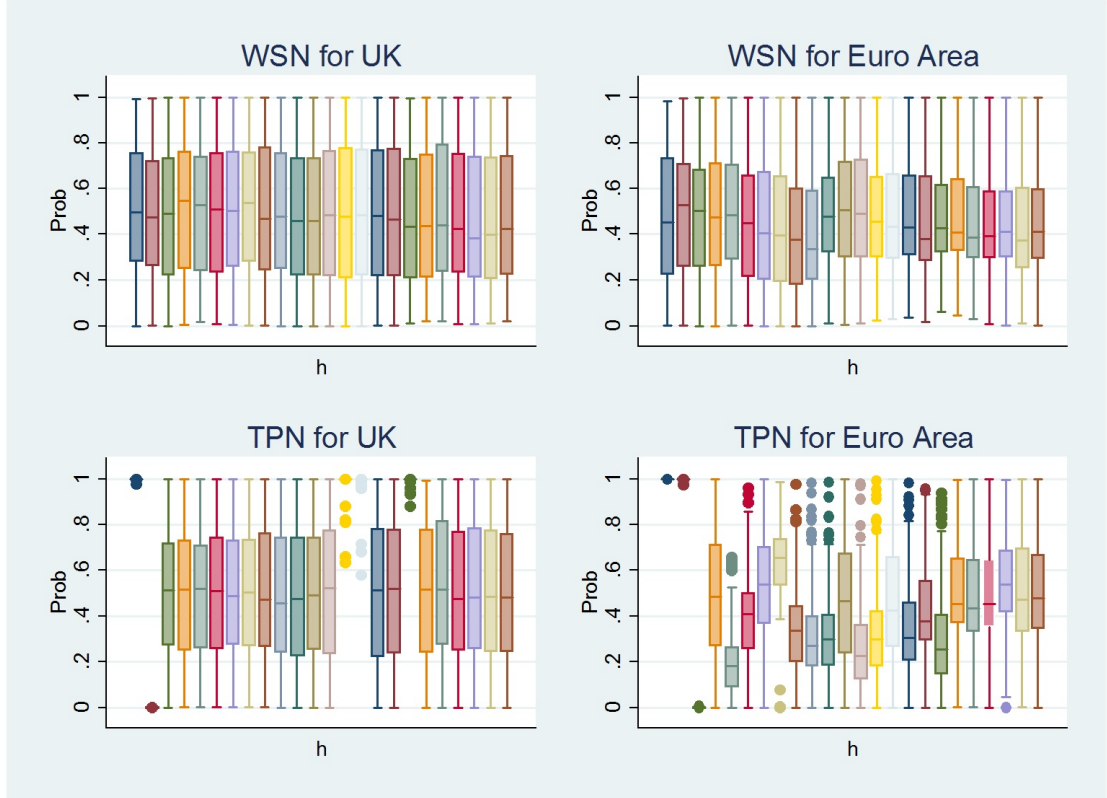 WSN for UK
Prob
1
.8
.6
.4
.2
0
h
WSN for Euro Area
Prob
1
.8
.6
.4
.2
0
h
TPN for UK
Prob
1
.8
.6
.4
.2
0
h
TPN for Euro Area
Prob
1
.8
.6
.4
.2
0
h